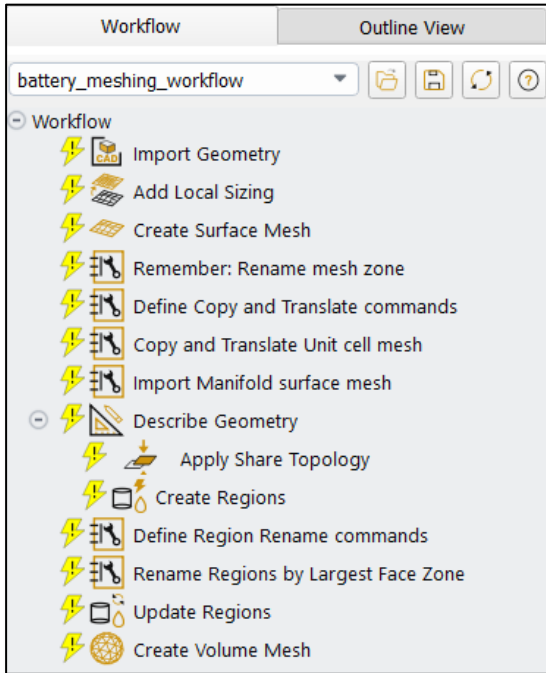 Workflow
Outline View
battery_meshing_workflow
Workflow
CAD Import Geometry
Add Local Sizing
Create Surface Mesh
Remember: Rename mesh zone
Define Copy and Translate commands
Copy and Translate Unit cell mesh
Import Manifold surface mesh
Describe Geometry
Apply Share Topology
Create Regions
Define Region Rename commands
Rename Regions by Largest Face Zone
Update Regions
Create Volume Mesh